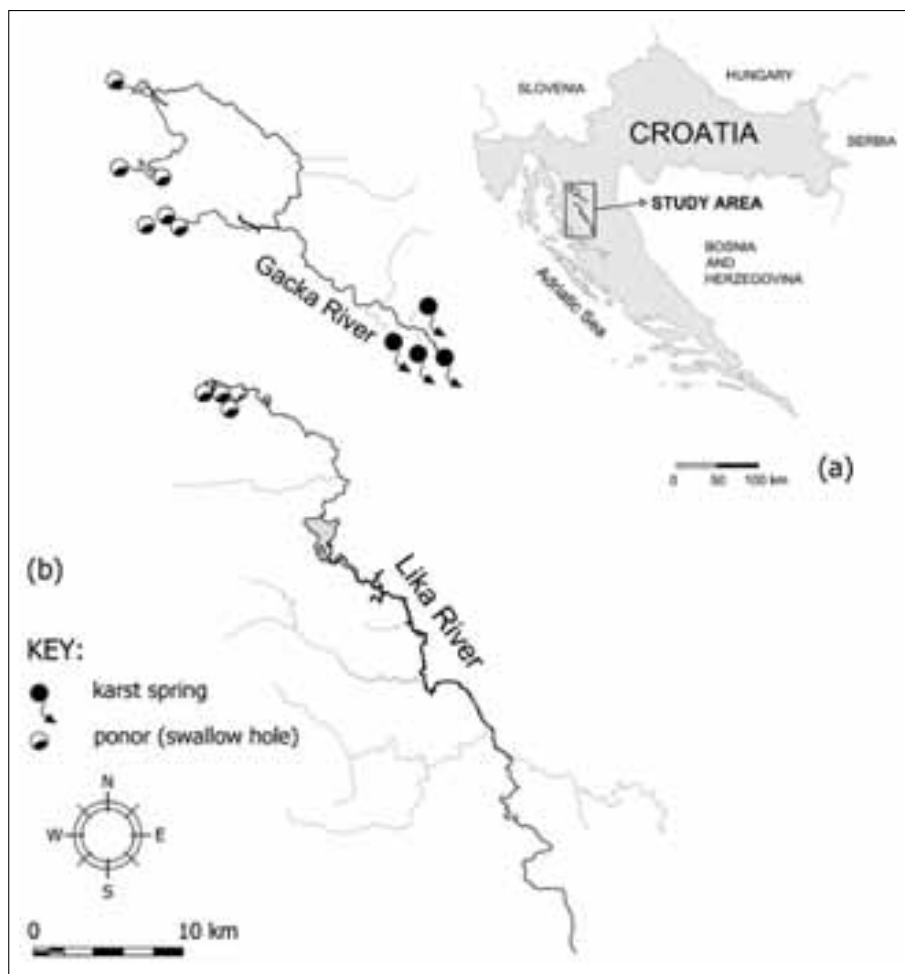 SLOVENIA
HUNGARY
CROATIA
SERBIA
STUDY AREA
BOSNIA
AND
HERZEGOVINA
Adriatic Sea
0 50 100 km
(a)
Gacka River
Lika River
(b)
KEY:
karst spring
ponor (swallow hole)
N
W E
S
0 10 km